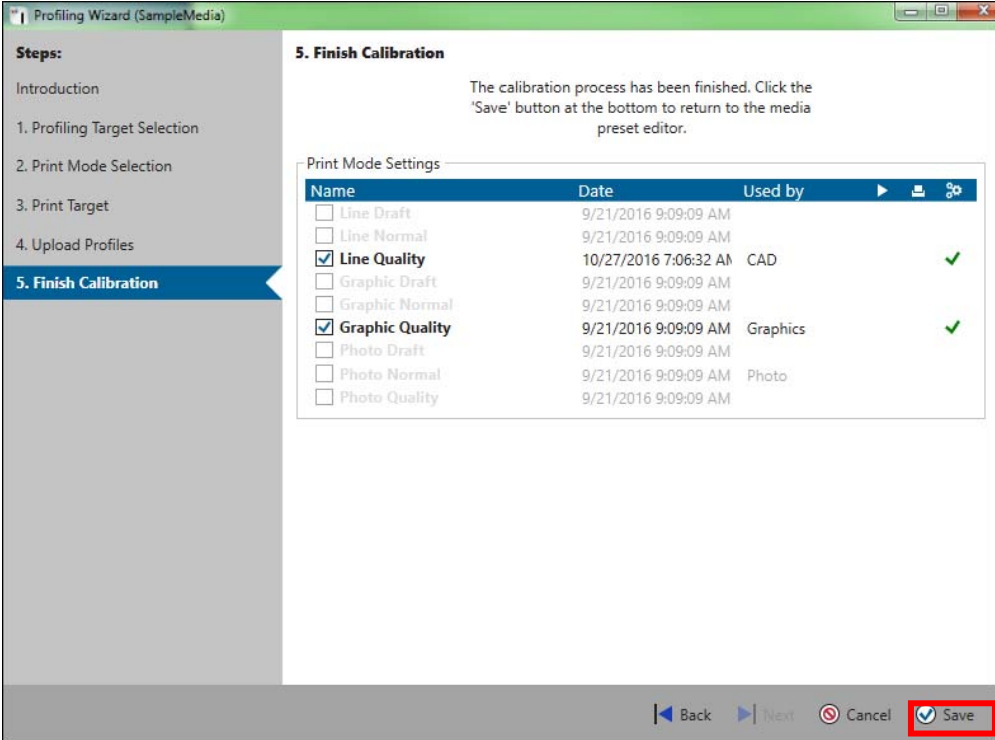 Profiling Wizard (SampleMedia)
Steps:
Introduction
1. Profiling Target Selection
2. Print Mode Selection
3. Print Target
4. Upload Profiles
5. Finish Calibration
5. Finish Calibration
The calibration process has been finished. Click the
'Save' button at the bottom to return to the media
preset editor.
Print Mode Settings
Name Date Used by
Line Draft 9/21/2016 9:09:09 AM
Line Normal 9/21/2016 9:09:09 AM
Line Quality 10/27/2016 7:06:32 AM CAD
Graphic Draft 9/21/2016 9:09:09 AM
Graphic Normal 9/21/2016 9:09:09 AM
Graphic Quality 9/21/2016 9:09:09 AM Graphics
Photo Draft 9/21/2016 9:09:09 AM
Photo Normal 9/21/2016 9:09:09 AM Photo
Photo Quality 9/21/2016 9:09:09 AM
Back Next Cancel Save